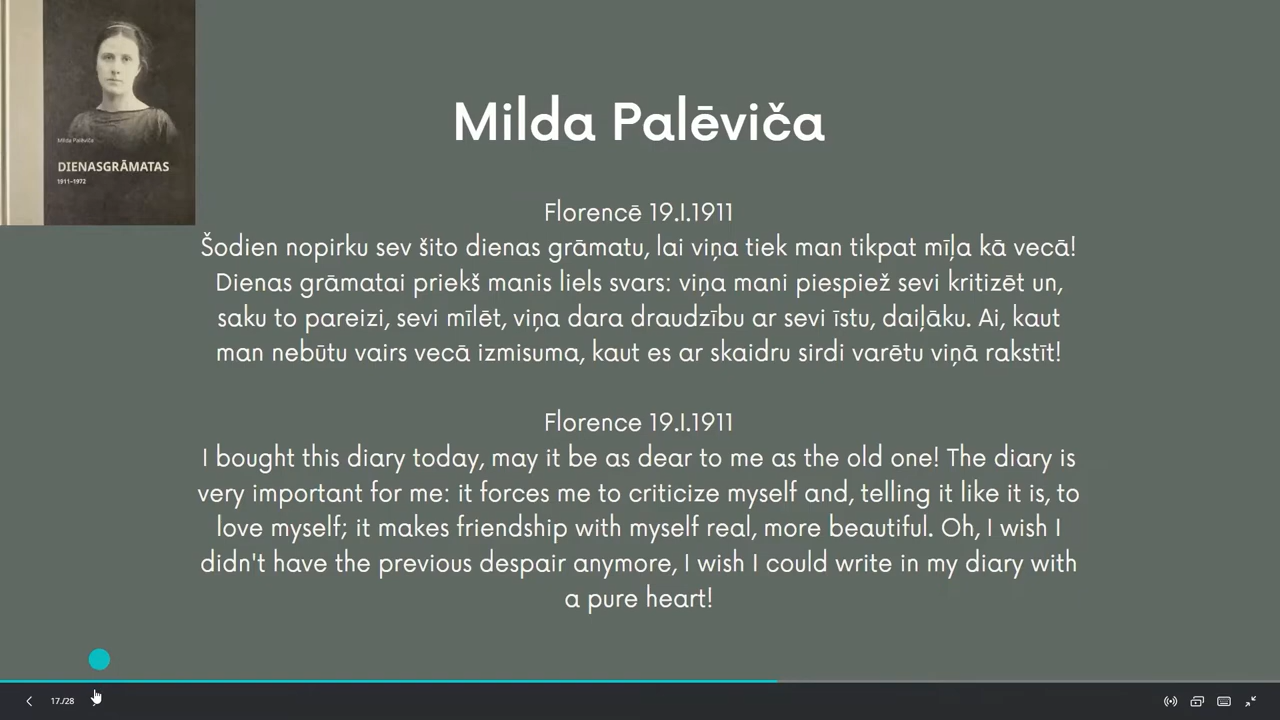 Milda Palēviča
DIENASGRĀMATAS
1911–1972
Milda Palēviča
Florencē 19.I.1911
Šodien nopirku sev šito dienas grāmatu, lai viņa tiek man tikpat mīļa kā vecā!
Dienas grāmatai priekš manis liels svars: viņa mani piespiež sevi kritizēt un,
saku to pareizi, sevi mīlēt, viņa dara draudzību ar sevi īstu, daiļāku. Ai, kaut
man nebūtu vairs vecā izmisuma, kaut es ar skaidru sirdi varētu viņā rakstīt!
Florence 19.I.1911
I bought this diary today, may it be as dear to me as the old one! The diary is
very important for me: it forces me to criticize myself and, telling it like it is, to
love myself; it makes friendship with myself real, more beautiful. Oh, I wish I
didn't have the previous despair anymore, I wish I could write in my diary with
a pure heart!
17./28